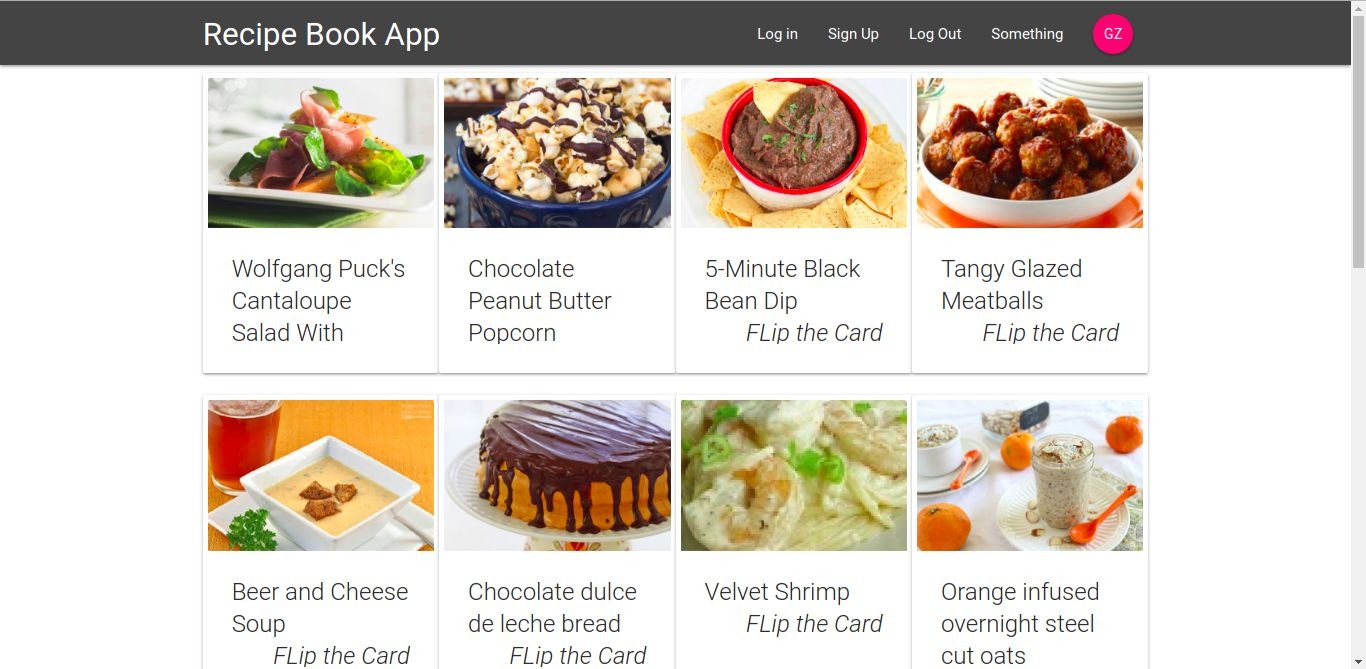 Recipe Book App
Log in Sign Up Log Out Something GZ
Wolfgang Puck's
Cantaloupe
Salad With
Chocolate
Peanut Butter
Popcorn
5-Minute Black
Bean Dip
FLip the Card
Tangy Glazed
Meatballs
FLip the Card
Beer and Cheese
Soup
FLip the Card
Chocolate dulce
de leche bread
FLip the Card
Velvet Shrimp
FLip the Card
Orange infused
overnight steel
cut oats